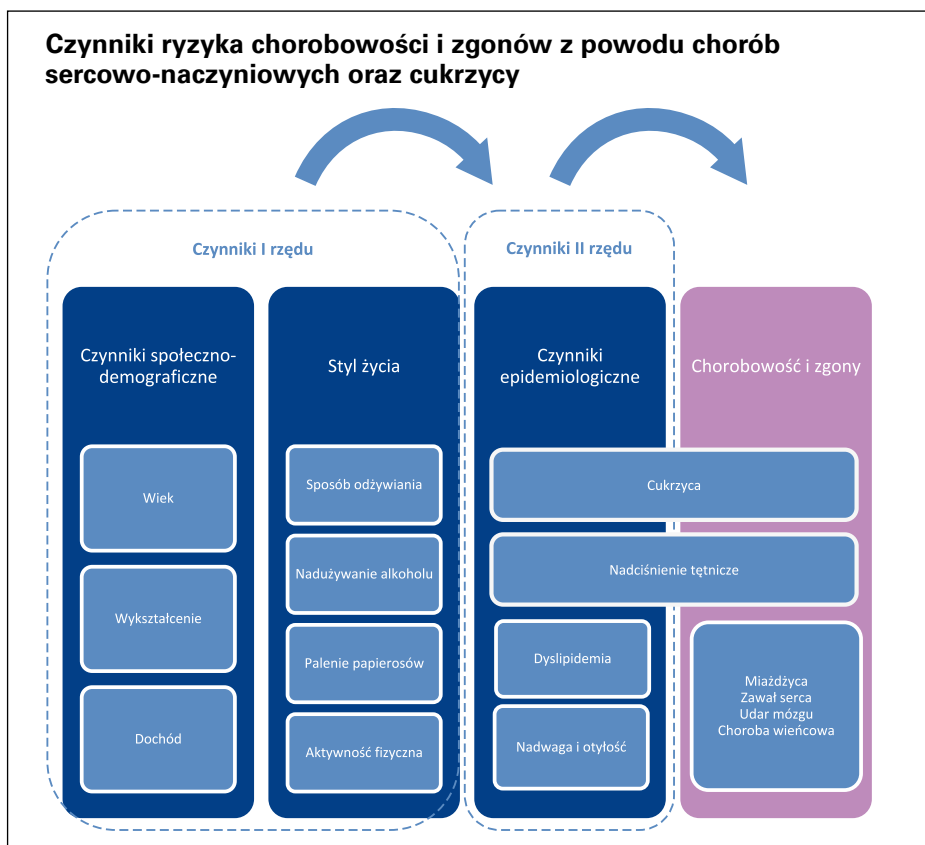 Czynniki ryzyka chorobowości i zgonów z powodu chorób
sercowo-naczyniowych oraz cukrzycy
Czynniki I rzędu
Czynniki II rzędu
Czynniki społeczno-
demograficzne
Styl życia
Czynniki
epidemiologiczne
Chorobowość i zgony
Wiek
Wykształcenie
Dochód
Sposób odżywiania
Nadużywanie alkoholu
Palenie papierosów
Aktywność fizyczna
Cukrzyca
Nadciśnienie tętnicze
Dyslipidemia
Nadwaga i otyłość
Miażdżyca
Zawał serca
Udar mózgu
Choroba wieńcowa